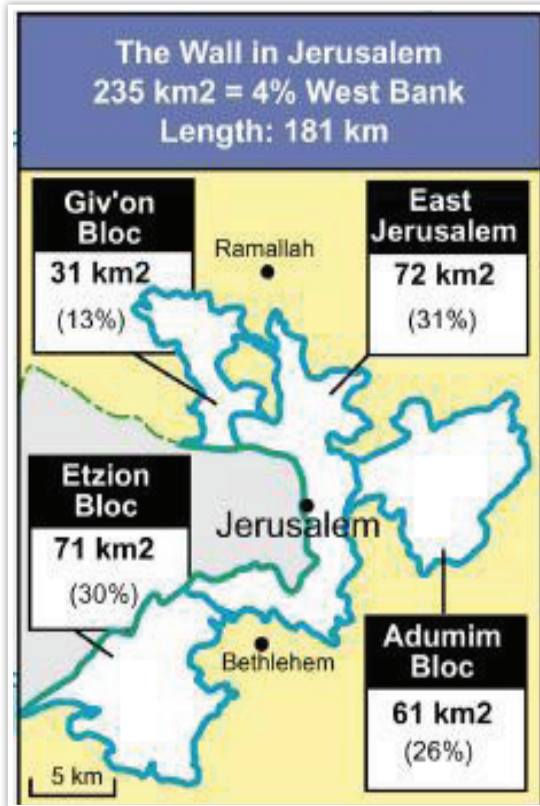 The Wall in Jerusalem
235 km2 = 4% West Bank
Length: 181 km
Giv'on
Bloc
31 km2
(13%)
Ramallah
East
Jerusalem
72 km2
(31%)
Etzion
Bloc
71 km2
(30%)
Jerusalem
Bethlehem
Adumim
Bloc
61 km2
(26%)
5 km